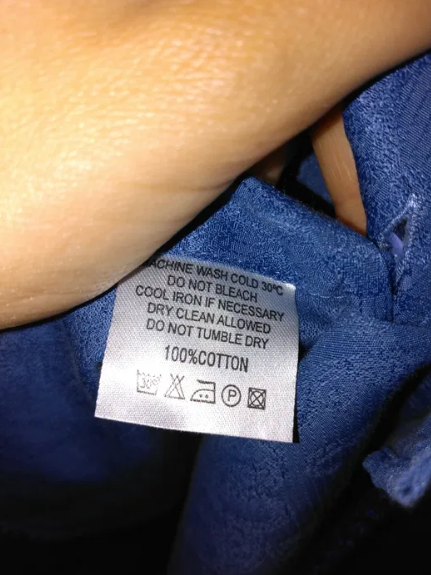 ACHINE WASH COLD 30°C
DO NOT BLEACH
COOL IRON IF NECESSARY
DRY CLEAN ALLOWED
DO NOT TUMBLE DRY
100%COTTON
30° P